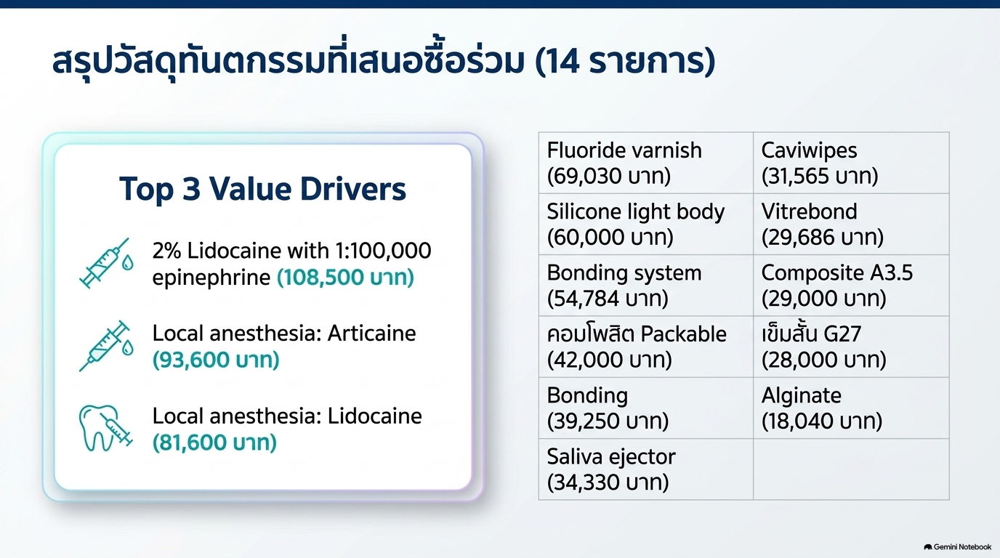 สรุปวัสดุทันตกรรมที่เสนอซื้อร่วม (14 รายการ)
Top 3 Value Drivers
2% Lidocaine with 1:100,000
epinephrine (108,500 บาท)
Local anesthesia: Articaine
(93,600 บาท)
Local anesthesia: Lidocaine
(81,600 บาท)
Fluoride varnish
(69,030 บาท)
Caviwipes
(31,565 บาท)
Silicone light body
(60,000 บาท)
Vitrebond
(29,686 บาท)
Bonding system
(54,784 บาท)
Composite A3.5
(29,000 บาท)
คอมโพสิต Packable
(42,000 บาท)
เข็มสั้น G27
(28,000 บาท)
Bonding
(39,250 บาท)
Alginate
(18,040 บาท)
Saliva ejector
(34,330 บาท)
Gemini Notebook